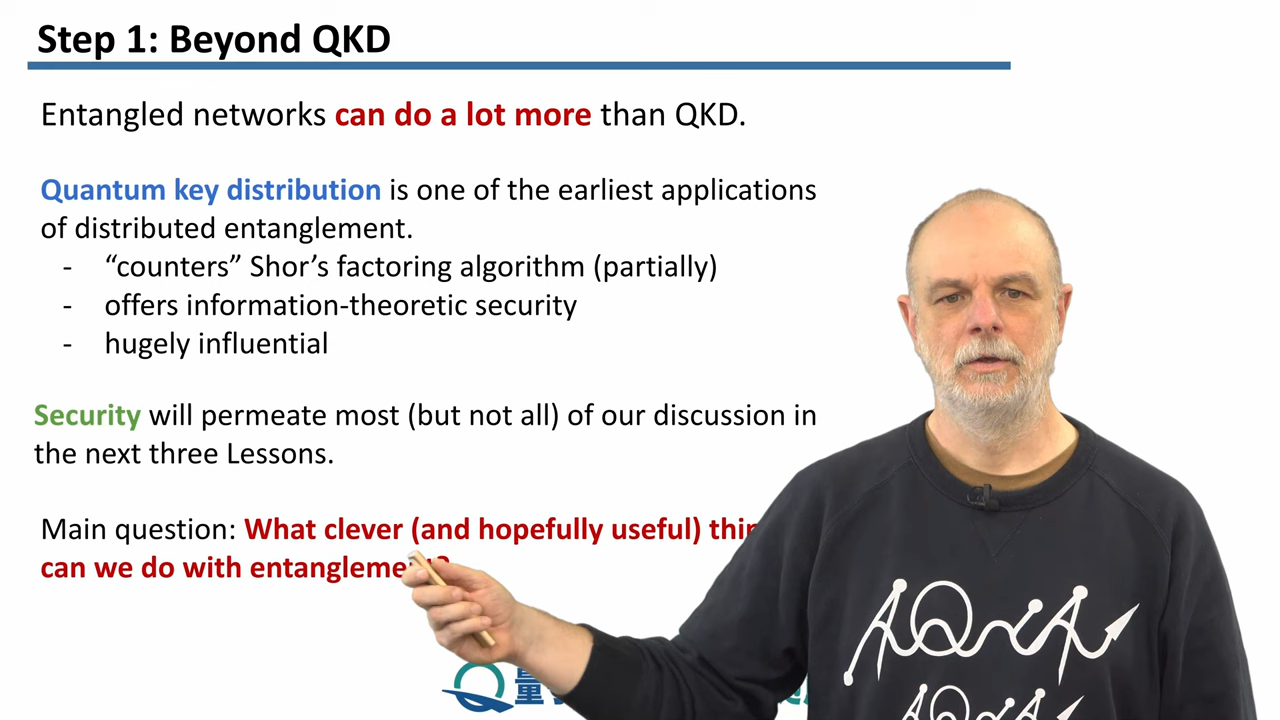 Step 1: Beyond QKD
Entangled networks can do a lot more than QKD.
Quantum key distribution is one of the earliest applications
of distributed entanglement.
- “counters” Shor’s factoring algorithm (partially)
- offers information-theoretic security
- hugely influential
Security will permeate most (but not all) of our discussion in
the next three Lessons.
Main question: What clever (and hopefully useful)
can we do with
AQUA
AQUA
量